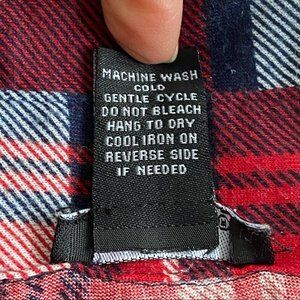 MACHINE WASH
COLD
GENTLE CYCLE
DO NOT BLEACH
HANG TO DRY
COOL IRON ON
REVERSE SIDE
IF NEEDED